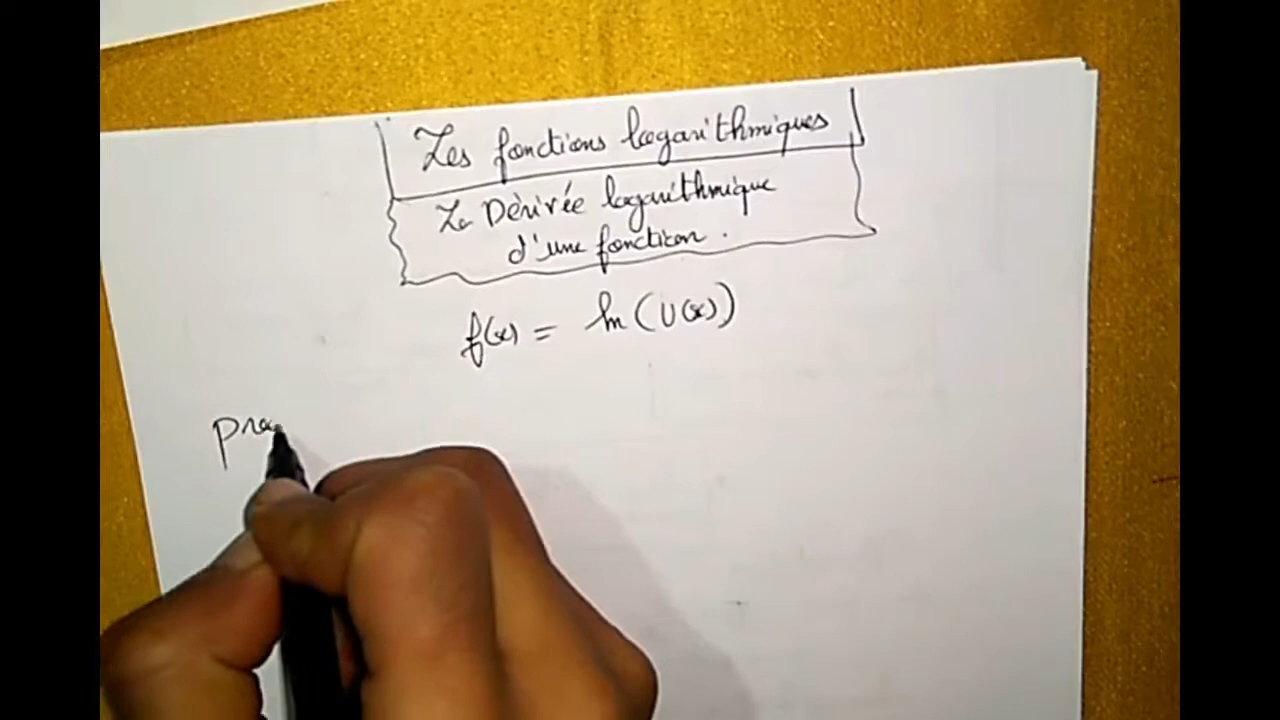 Les fonctions logarithmiques
La Dérivée logarithmique
d'une fonction.
f(x) = ln(U(x))